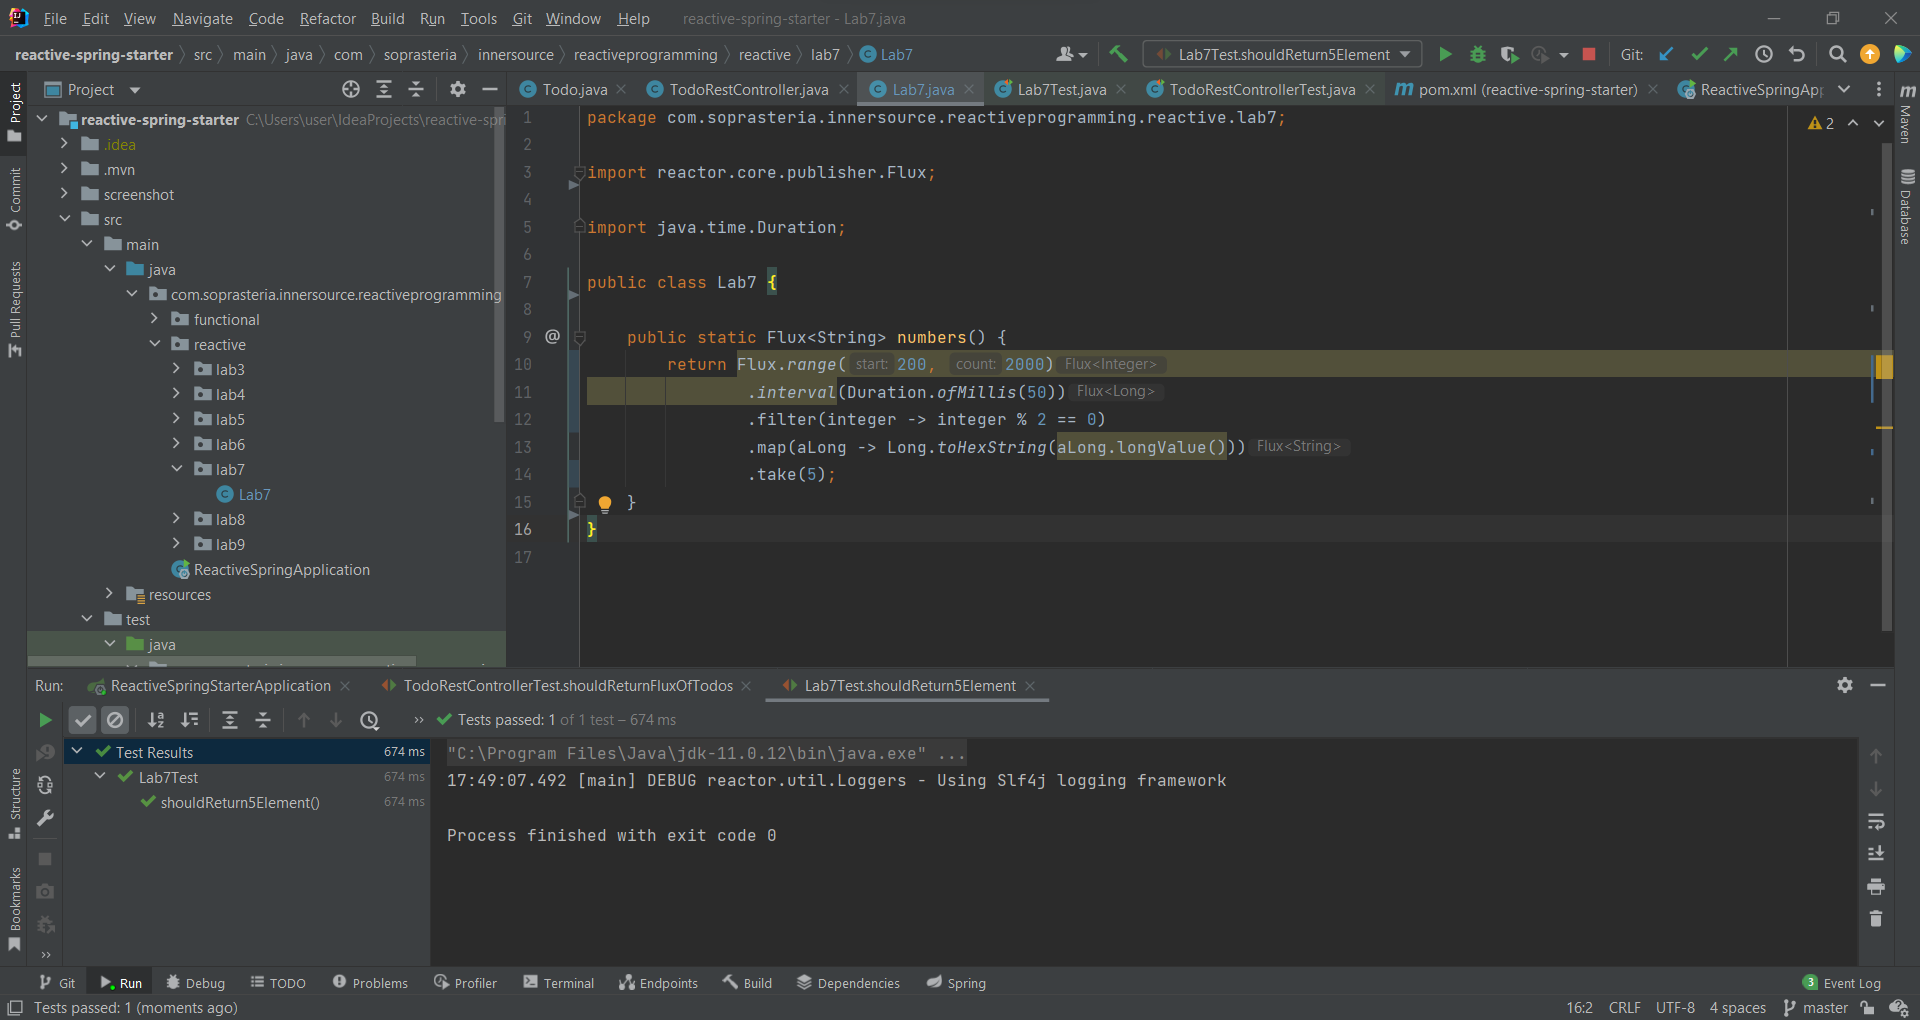 File Edit View Navigate Code Refactor Build Run Tools Git Window Help reactive-spring-starter - Lab7.java
reactive-spring-starter src main java com soprasteria innersource reactiveprogramming reactive lab7 Lab7 Lab7Test.shouldReturn5Element Git:
Project
Todo.java TodoRestController.java Lab7.java Lab7Test.java TodoRestControllerTest.java pom.xml (reactive-spring-starter) ReactiveSpringAp
Project
Commit
Pull Requests
Structure
Bookmarks
reactive-spring-starter C:\Users\user\IdeaProjects\reactive-spri
.idea
.mvn
screenshot
src
main
java
com.soprasteria.innersource.reactiveprogramming
functional
reactive
lab3
lab4
lab5
lab6
lab7
Lab7
lab8
lab9
ReactiveSpringApplication
resources
test
java
1 package com.soprasteria.innersource.reactiveprogramming.reactive.lab7;
2
3 import reactor.core.publisher.Flux;
4
5 import java.time.Duration;
6
7 public class Lab7 {
8
9 @ public static Flux<String> numbers() {
10 return Flux.range( start: 200, count: 2000) Flux<Integer>
11 .interval(Duration.ofMillis(50)) Flux<Long>
12 .filter(integer -> integer % 2 == 0)
13 .map(aLong -> Long.toHexString(aLong.longValue())) Flux<String>
14 .take(5);
15 }
16 }
17
2
Maven
Database
Run: ReactiveSpringStarterApplication TodoRestControllerTest.shouldReturnFluxOfTodos Lab7Test.shouldReturn5Element
Tests passed: 1 of 1 test – 674 ms
Test Results 674 ms
Lab7Test 674 ms
shouldReturn5Element() 674 ms
"C:\Program Files\Java\jdk-11.0.12\bin\java.exe" ...
17:49:07.492 [main] DEBUG reactor.util.Loggers - Using Slf4j logging framework
Process finished with exit code 0
Git Run Debug TODO Problems Profiler Terminal Endpoints Build Dependencies Spring 3 Event Log
Tests passed: 1 (moments ago) 16:2 CRLF UTF-8 4 spaces master